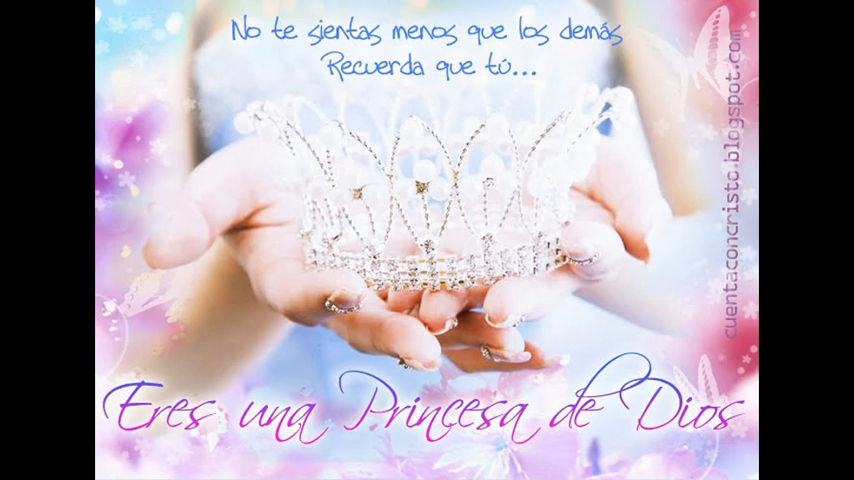 No te sientas menos que los demás
Recuerda que tú...
cuentaconcristo.blogspot.com
Eres una Princesa de Dios